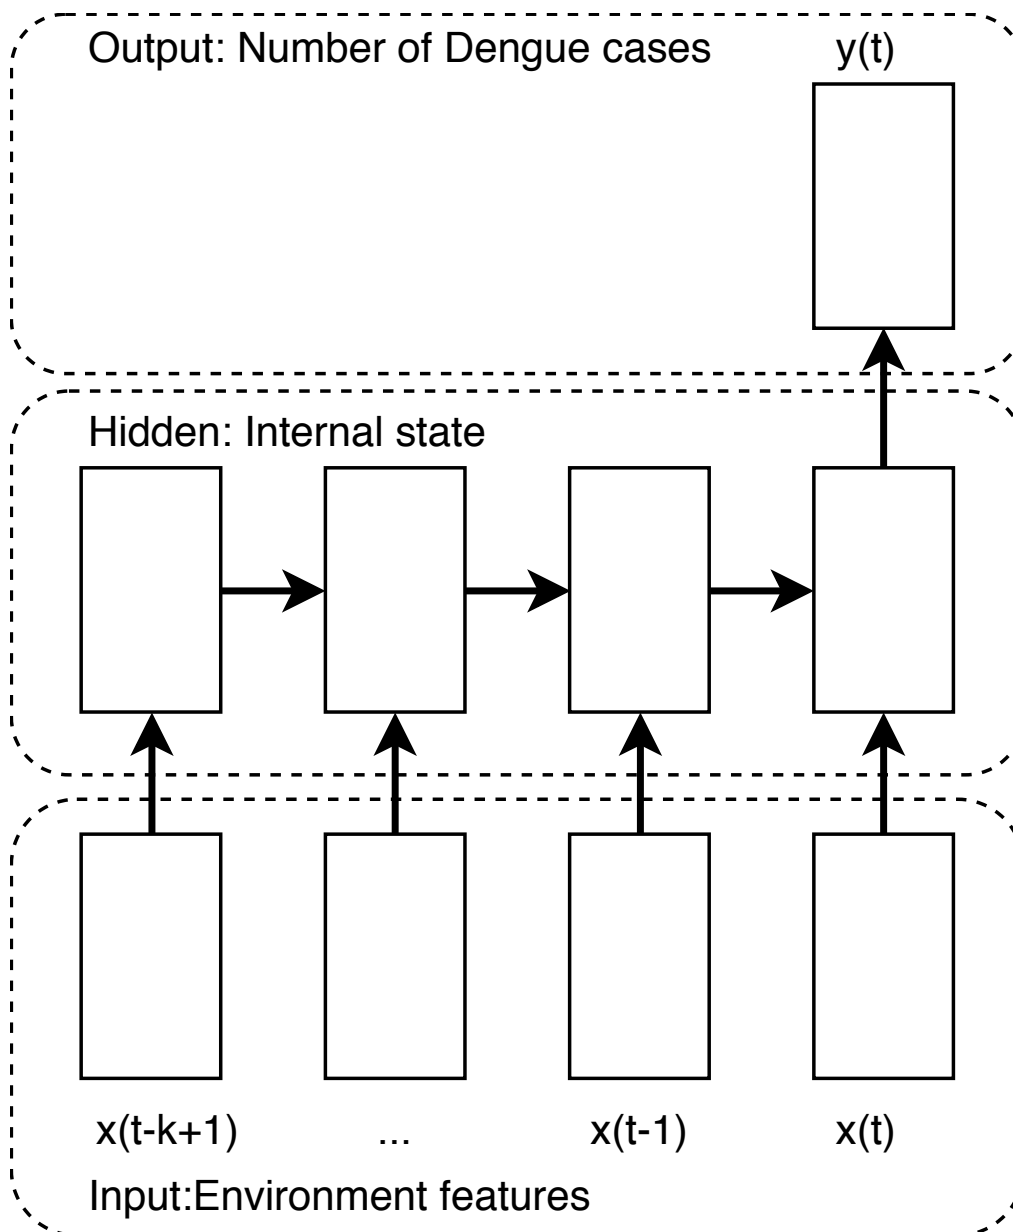 Output: Number of Dengue cases
y(t)
Hidden: Internal state
x(t-k+1)
...
x(t-1)
x(t)
Input:Environment features